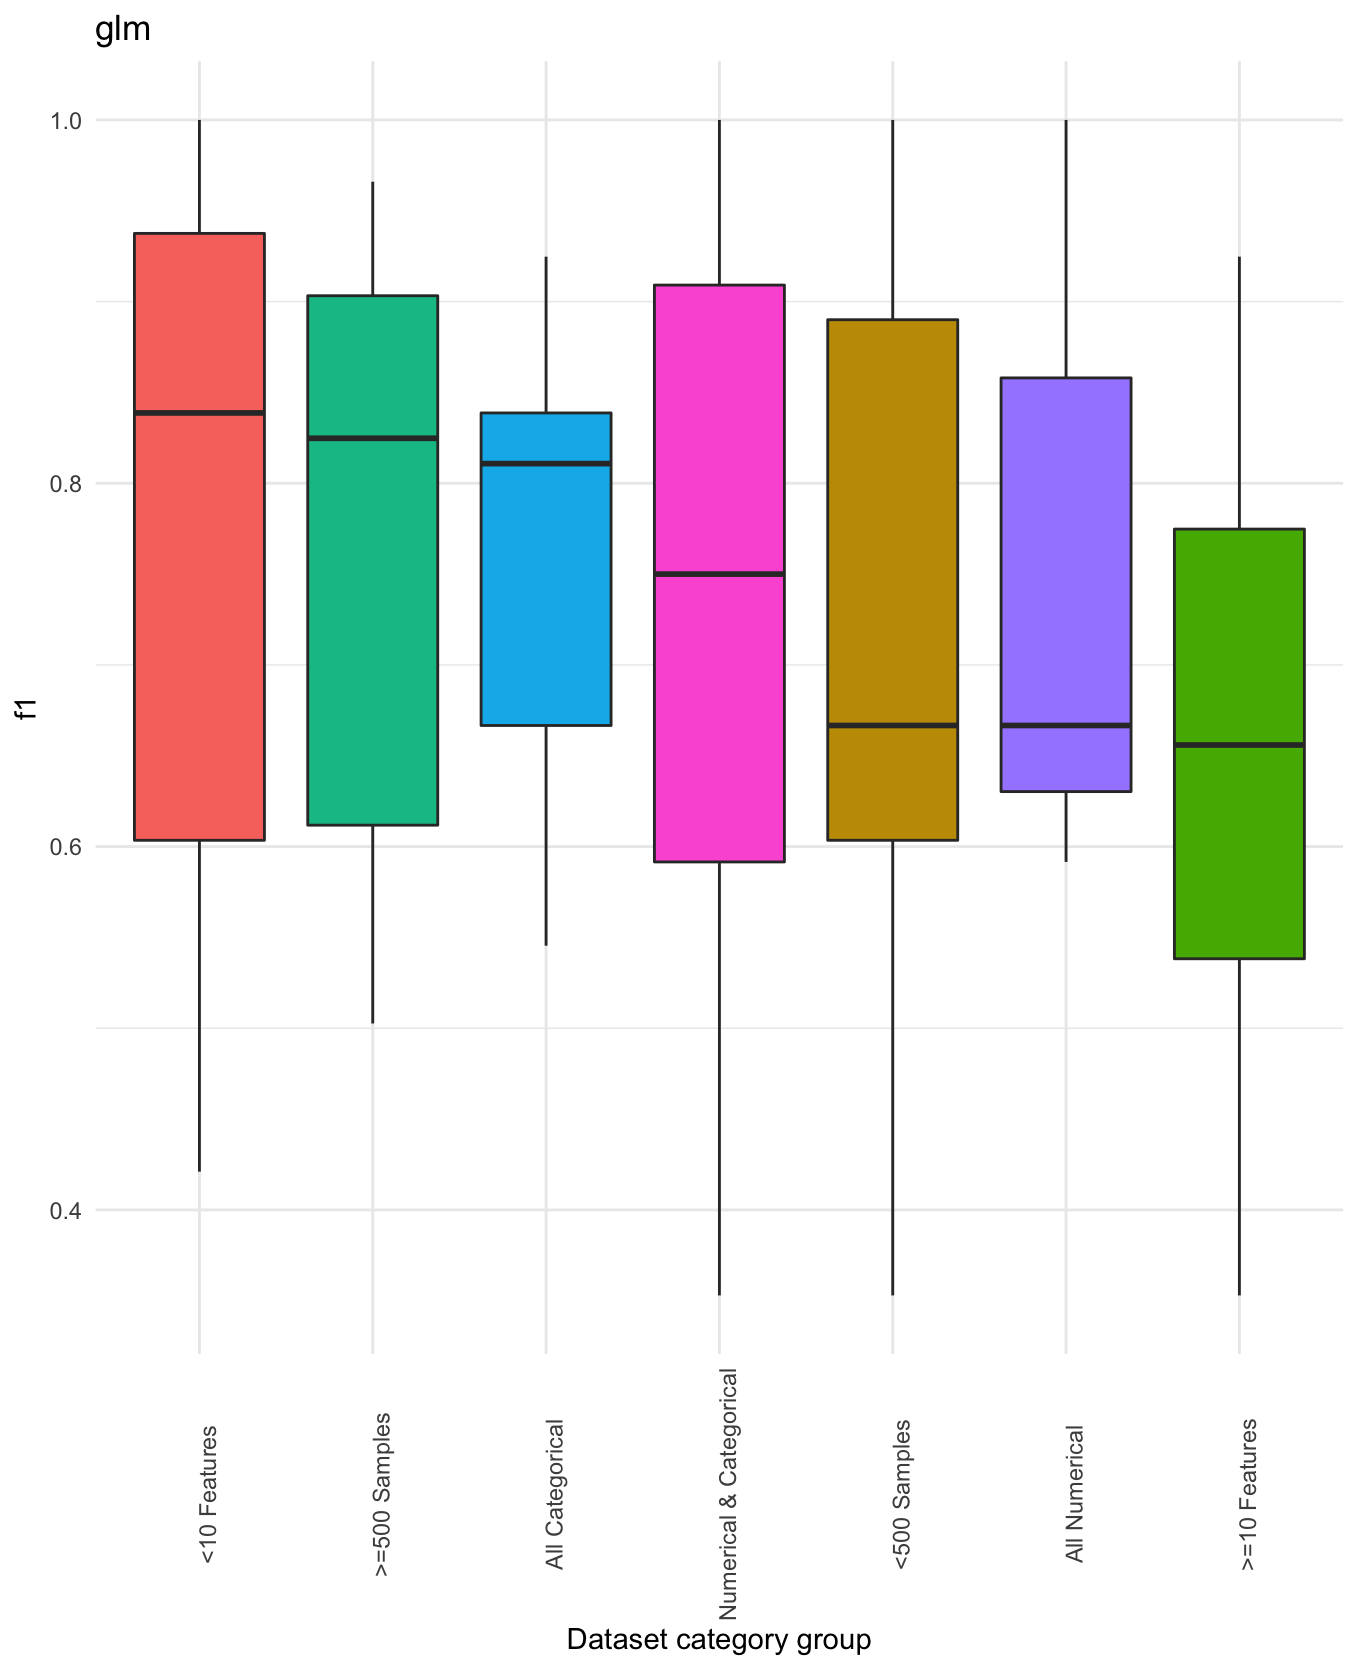 glm
1.0
0.8
0.6
0.4
f1
<10 Features
>=500 Samples
All Categorical
Numerical & Categorical
<500 Samples
All Numerical
>=10 Features
Dataset category group